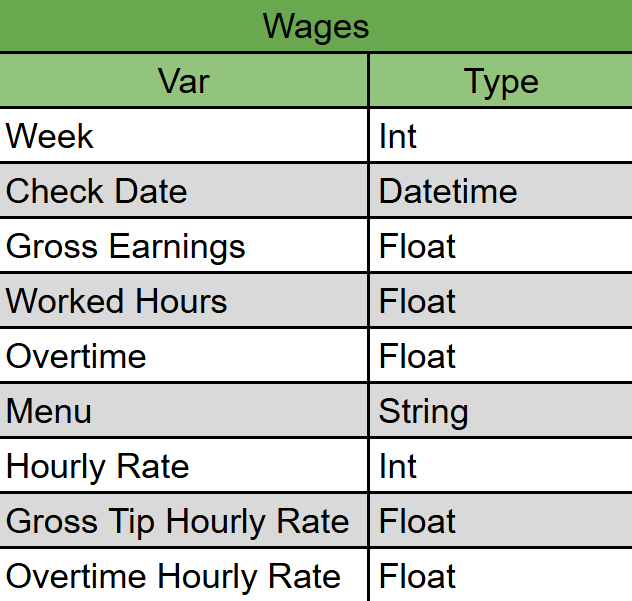 Wages
Var Type
Week Int
Check Date Datetime
Gross Earnings Float
Worked Hours Float
Overtime Float
Menu String
Hourly Rate Int
Gross Tip Hourly Rate Float
Overtime Hourly Rate Float